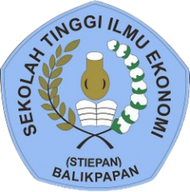 SEKOLAH TINGGI ILMU EKONOMI
(STIEPAN)
BALIKPAPAN